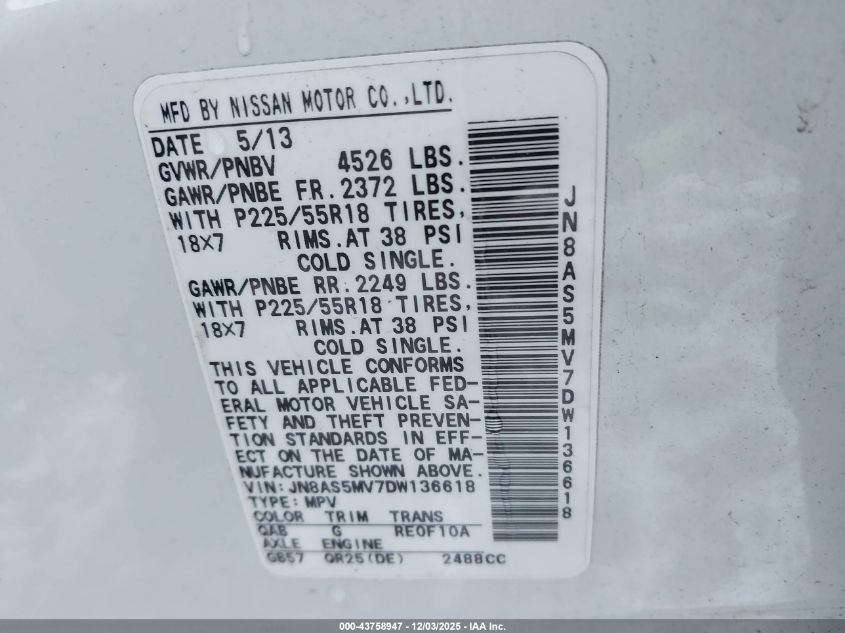 MFD BY NISSAN MOTOR CO.,LTD.
DATE 5/13
GVWR/PNBV 4526 LBS.
GAWR/PNBE FR.2372 LBS.
WITH P225/55R18 TIRES,
18X7 RIMS.AT 38 PSI
COLD SINGLE.
GAWR/PNBE RR.2249 LBS.
WITH P225/55R18 TIRES,
18X7 RIMS.AT 38 PSI
COLD SINGLE.
THIS VEHICLE CONFORMS
TO ALL APPLICABLE FED-
ERAL MOTOR VEHICLE SA-
FETY AND THEFT PREVEN-
TION STANDARDS IN EFF-
ECT ON THE DATE OF MA-
NUFACTURE SHOWN ABOVE.
VIN:JN8AS5MV7DW136618
TYPE:MPV
COLOR TRIM TRANS
QAB G RE0F10A
AXLE ENGINE
GB57 QR25(DE) 2488CC
JN8AS5MV7DW136618
000-43758947 - 12/03/2025 - IAA Inc.